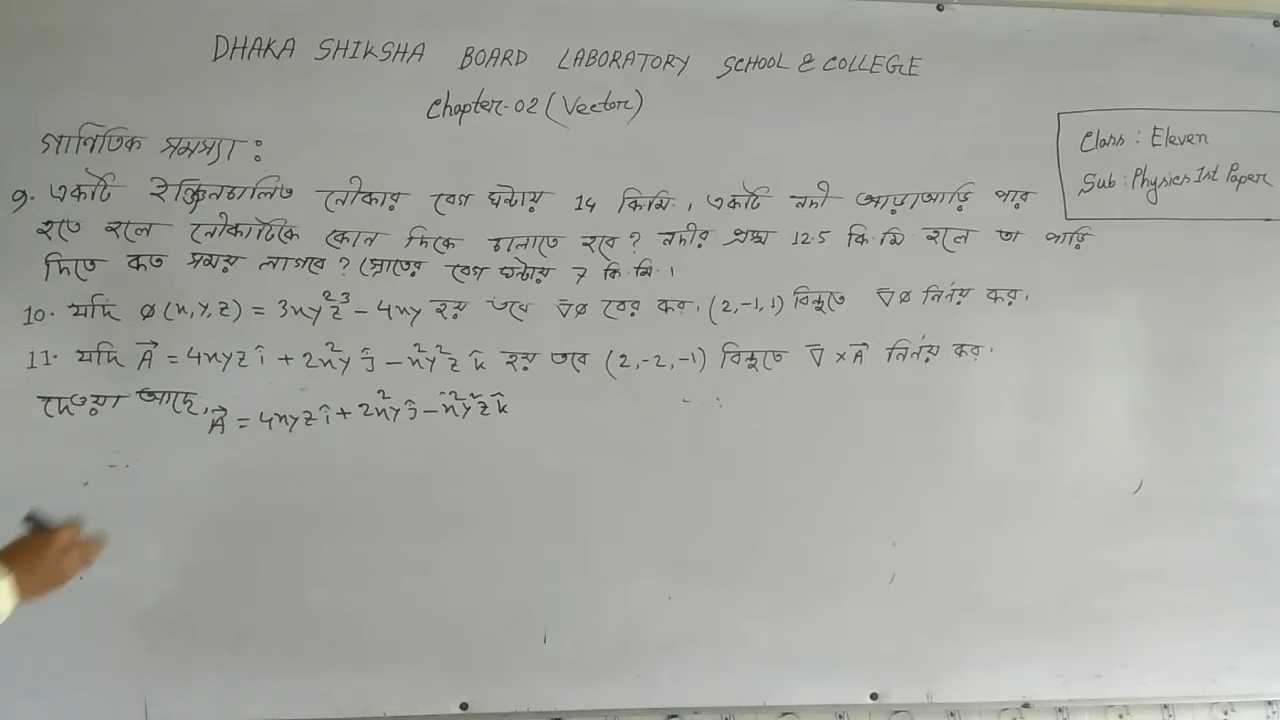 DHAKA SHIKSHA BOARD LABORATORY SCHOOL & COLLEGE
Chapter-02 (Vector)
Class : Eleven
Sub : Physics 1st Paper
গাণিতিক সমস্যা :
9. একটি ইঞ্জিনচালিত নৌকার বেগ ঘন্টায় 14 কি.মি. । একটি নদী আড়াআড়ি পার
হতে হলে নৌকাটিকে কোন দিকে চালাতে হবে ? নদীর প্রস্থ 12.5 কি.মি হলে তা পাড়ি
দিতে কত সময় লাগবে ? স্রোতের বেগ ঘন্টায় 7 কি.মি.।
10. যদি φ(x,y,z) = 3xy²z³ - 4xy হয় তবে ∇φ বের কর. (2,-1,1) বিন্দুতে ∇φ নির্ণয় কর.
11. যদি A⃗ = 4xyz î + 2x²y ĵ - x²y²z k̂ হয় তবে (2,-2,-1) বিন্দুতে ∇⃗ × A⃗ নির্ণয় কর.
দেওয়া আছে, A⃗ = 4xyz î + 2x²y ĵ - x²y²z k̂